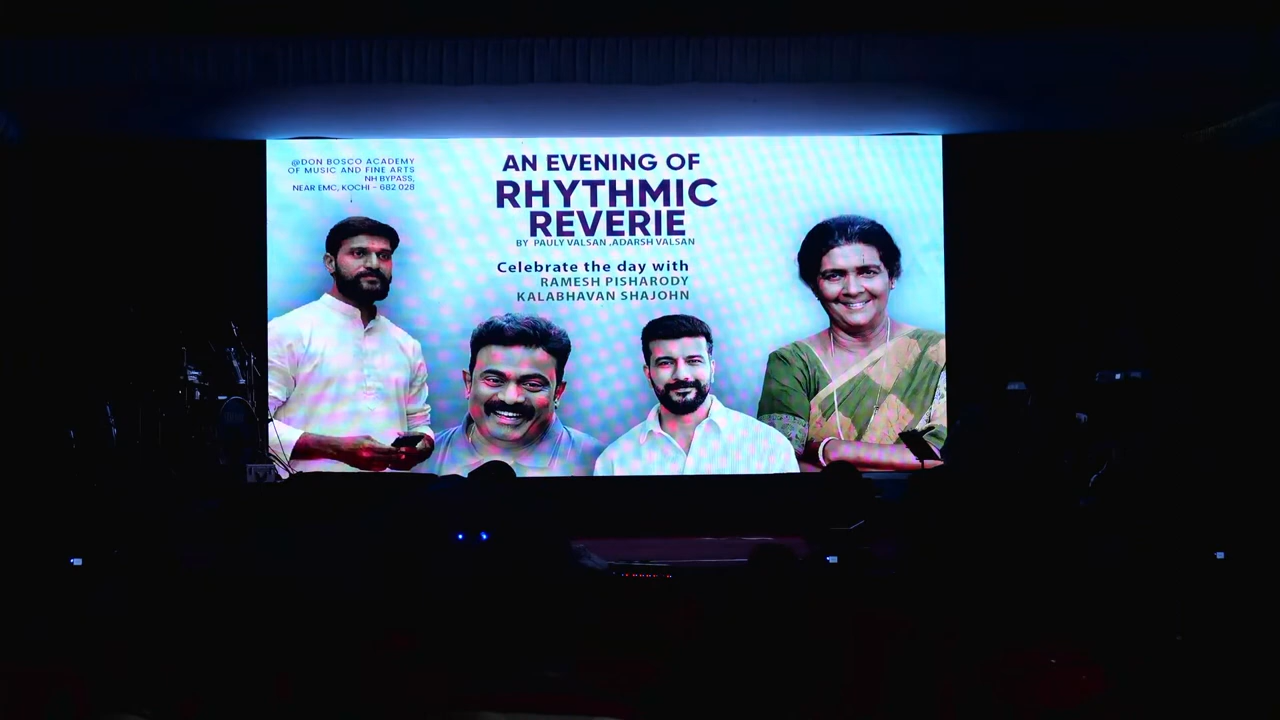 @DON BOSCO ACADEMY
OF MUSIC AND FINE ARTS
NH BYPASS,
NEAR EMC, KOCHI - 682 028
AN EVENING OF
RHYTHMIC
REVERIE
BY PAULY VALSAN ,ADARSH VALSAN
Celebrate the day with
RAMESH PISHARODY
KALABHAVAN SHAJOHN